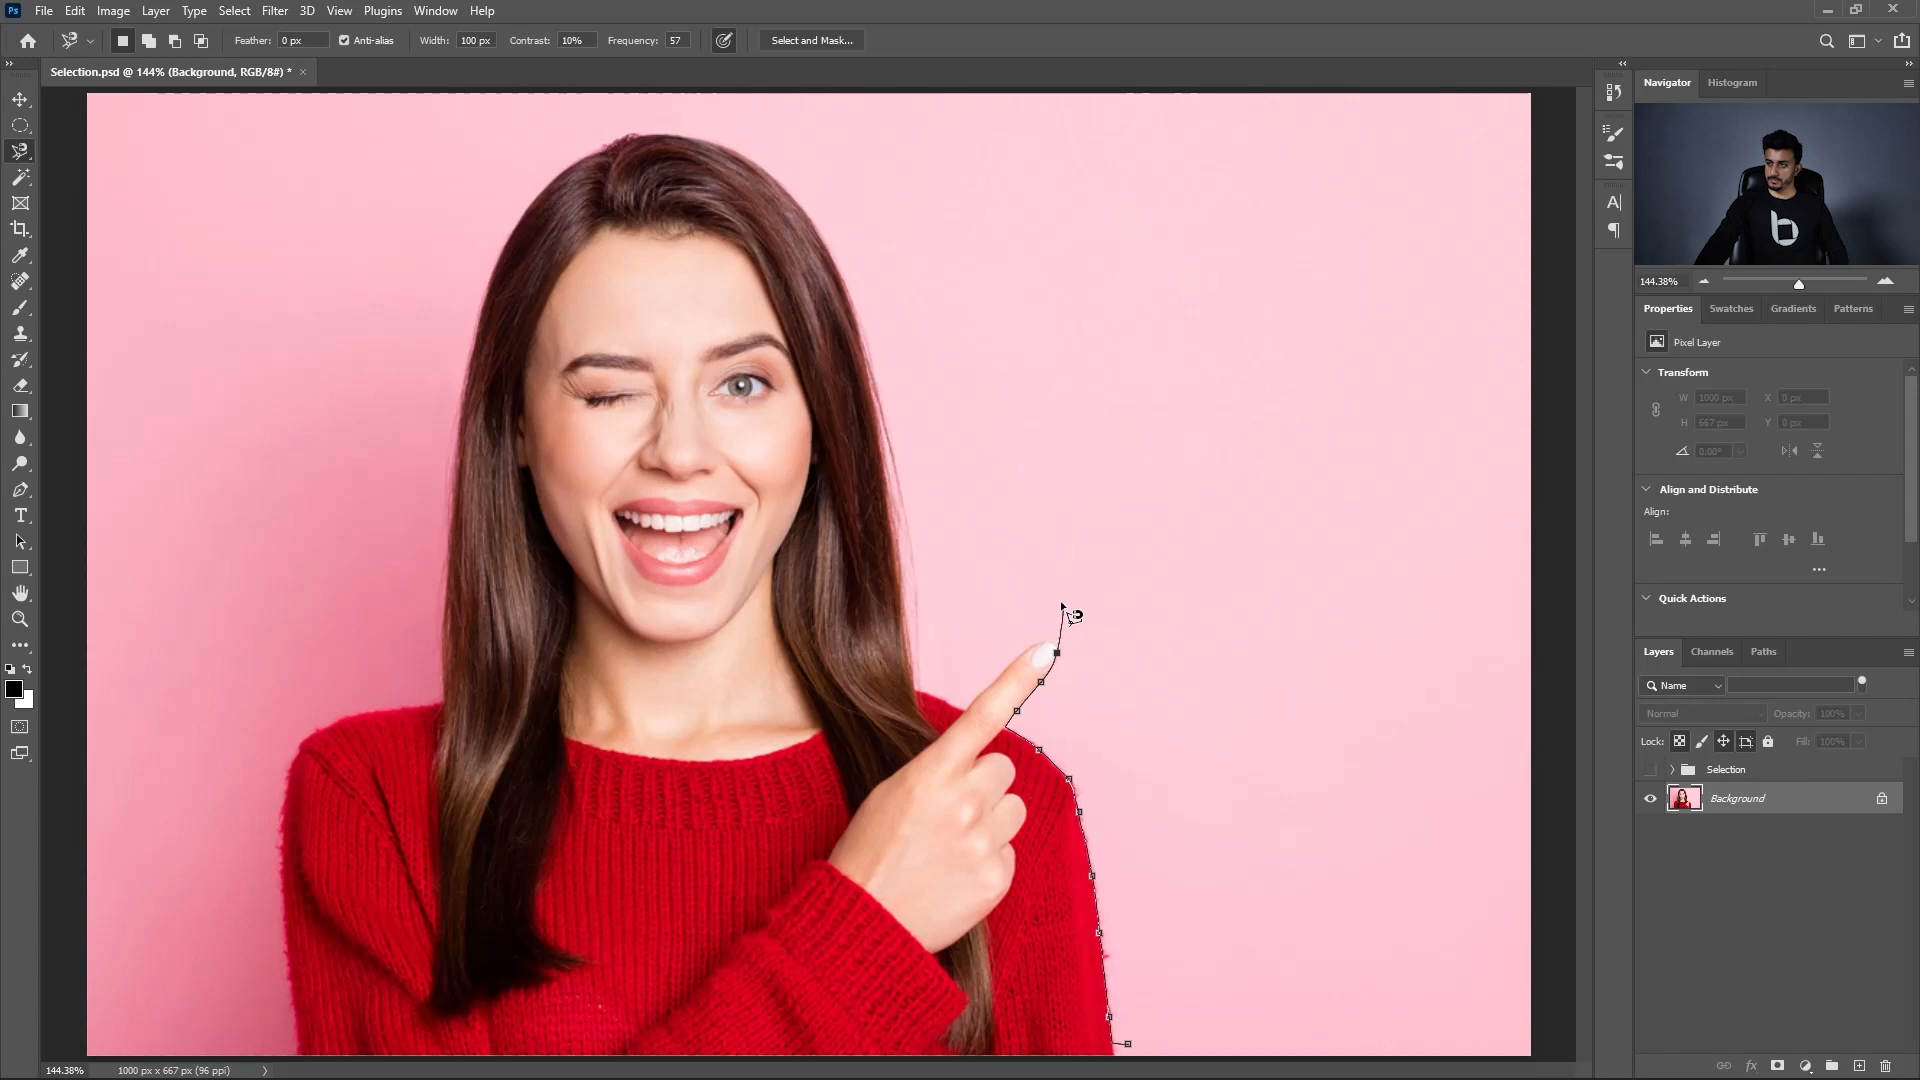 Ps File Edit Image Layer Type Select Filter 3D View Plugins Window Help
Feather: 0 px Anti-alias Width: 100 px Contrast: 10% Frequency: 57 Select and Mask...
Selection.psd @ 144% (Background, RGB/8#) * ×
Navigator Histogram
b
144.38%
Properties Swatches Gradients Patterns
Pixel Layer
Transform
W 1000 px X 0 px
H 667 px Y 0 px
0.00°
Align and Distribute
Align:
Quick Actions
Layers Channels Paths
Name
Normal Opacity: 100%
Lock: Fill: 100%
Selection
Background
144.38% 1000 px x 667 px (96 ppi)